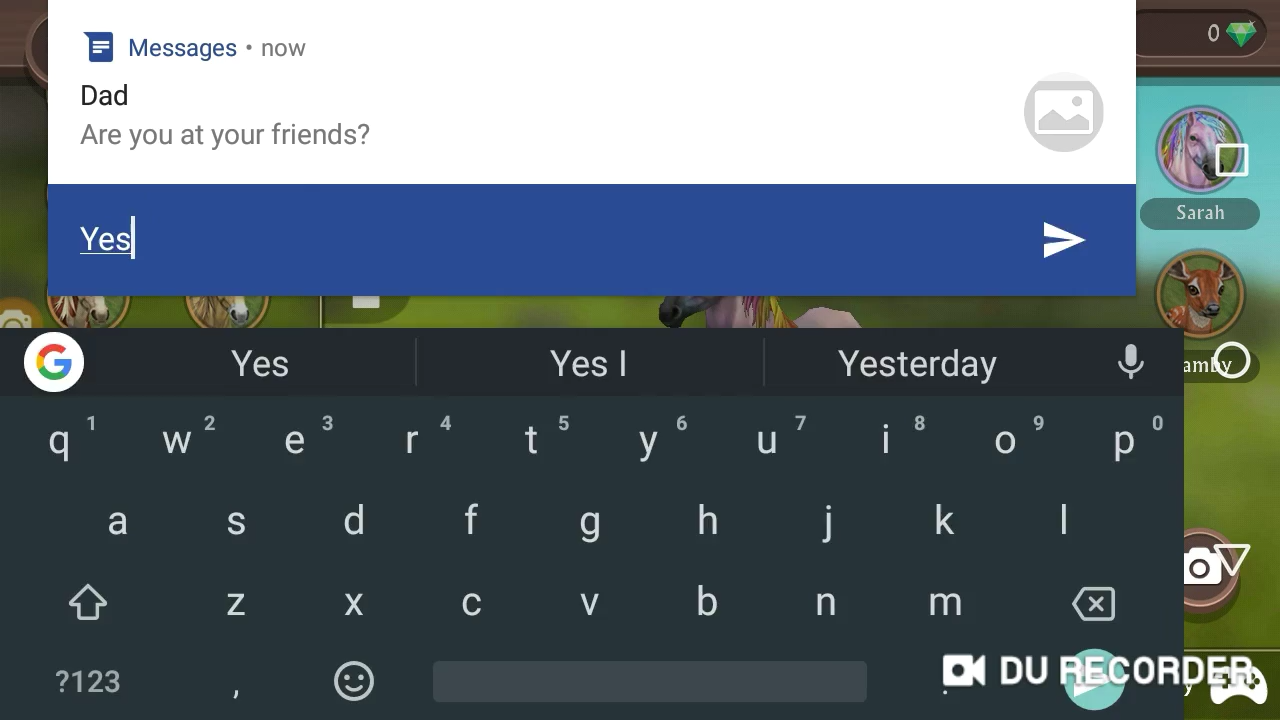 Messages • now
0
Dad
Are you at your friends?
Yes
Sarah
amby
Yes Yes I Yesterday
q 1 w 2 e 3 r 4 t 5 y 6 u 7 i 8 o 9 p 0
a s d f g h j k l
z x c v b n m
?123 , . DU RECORDER